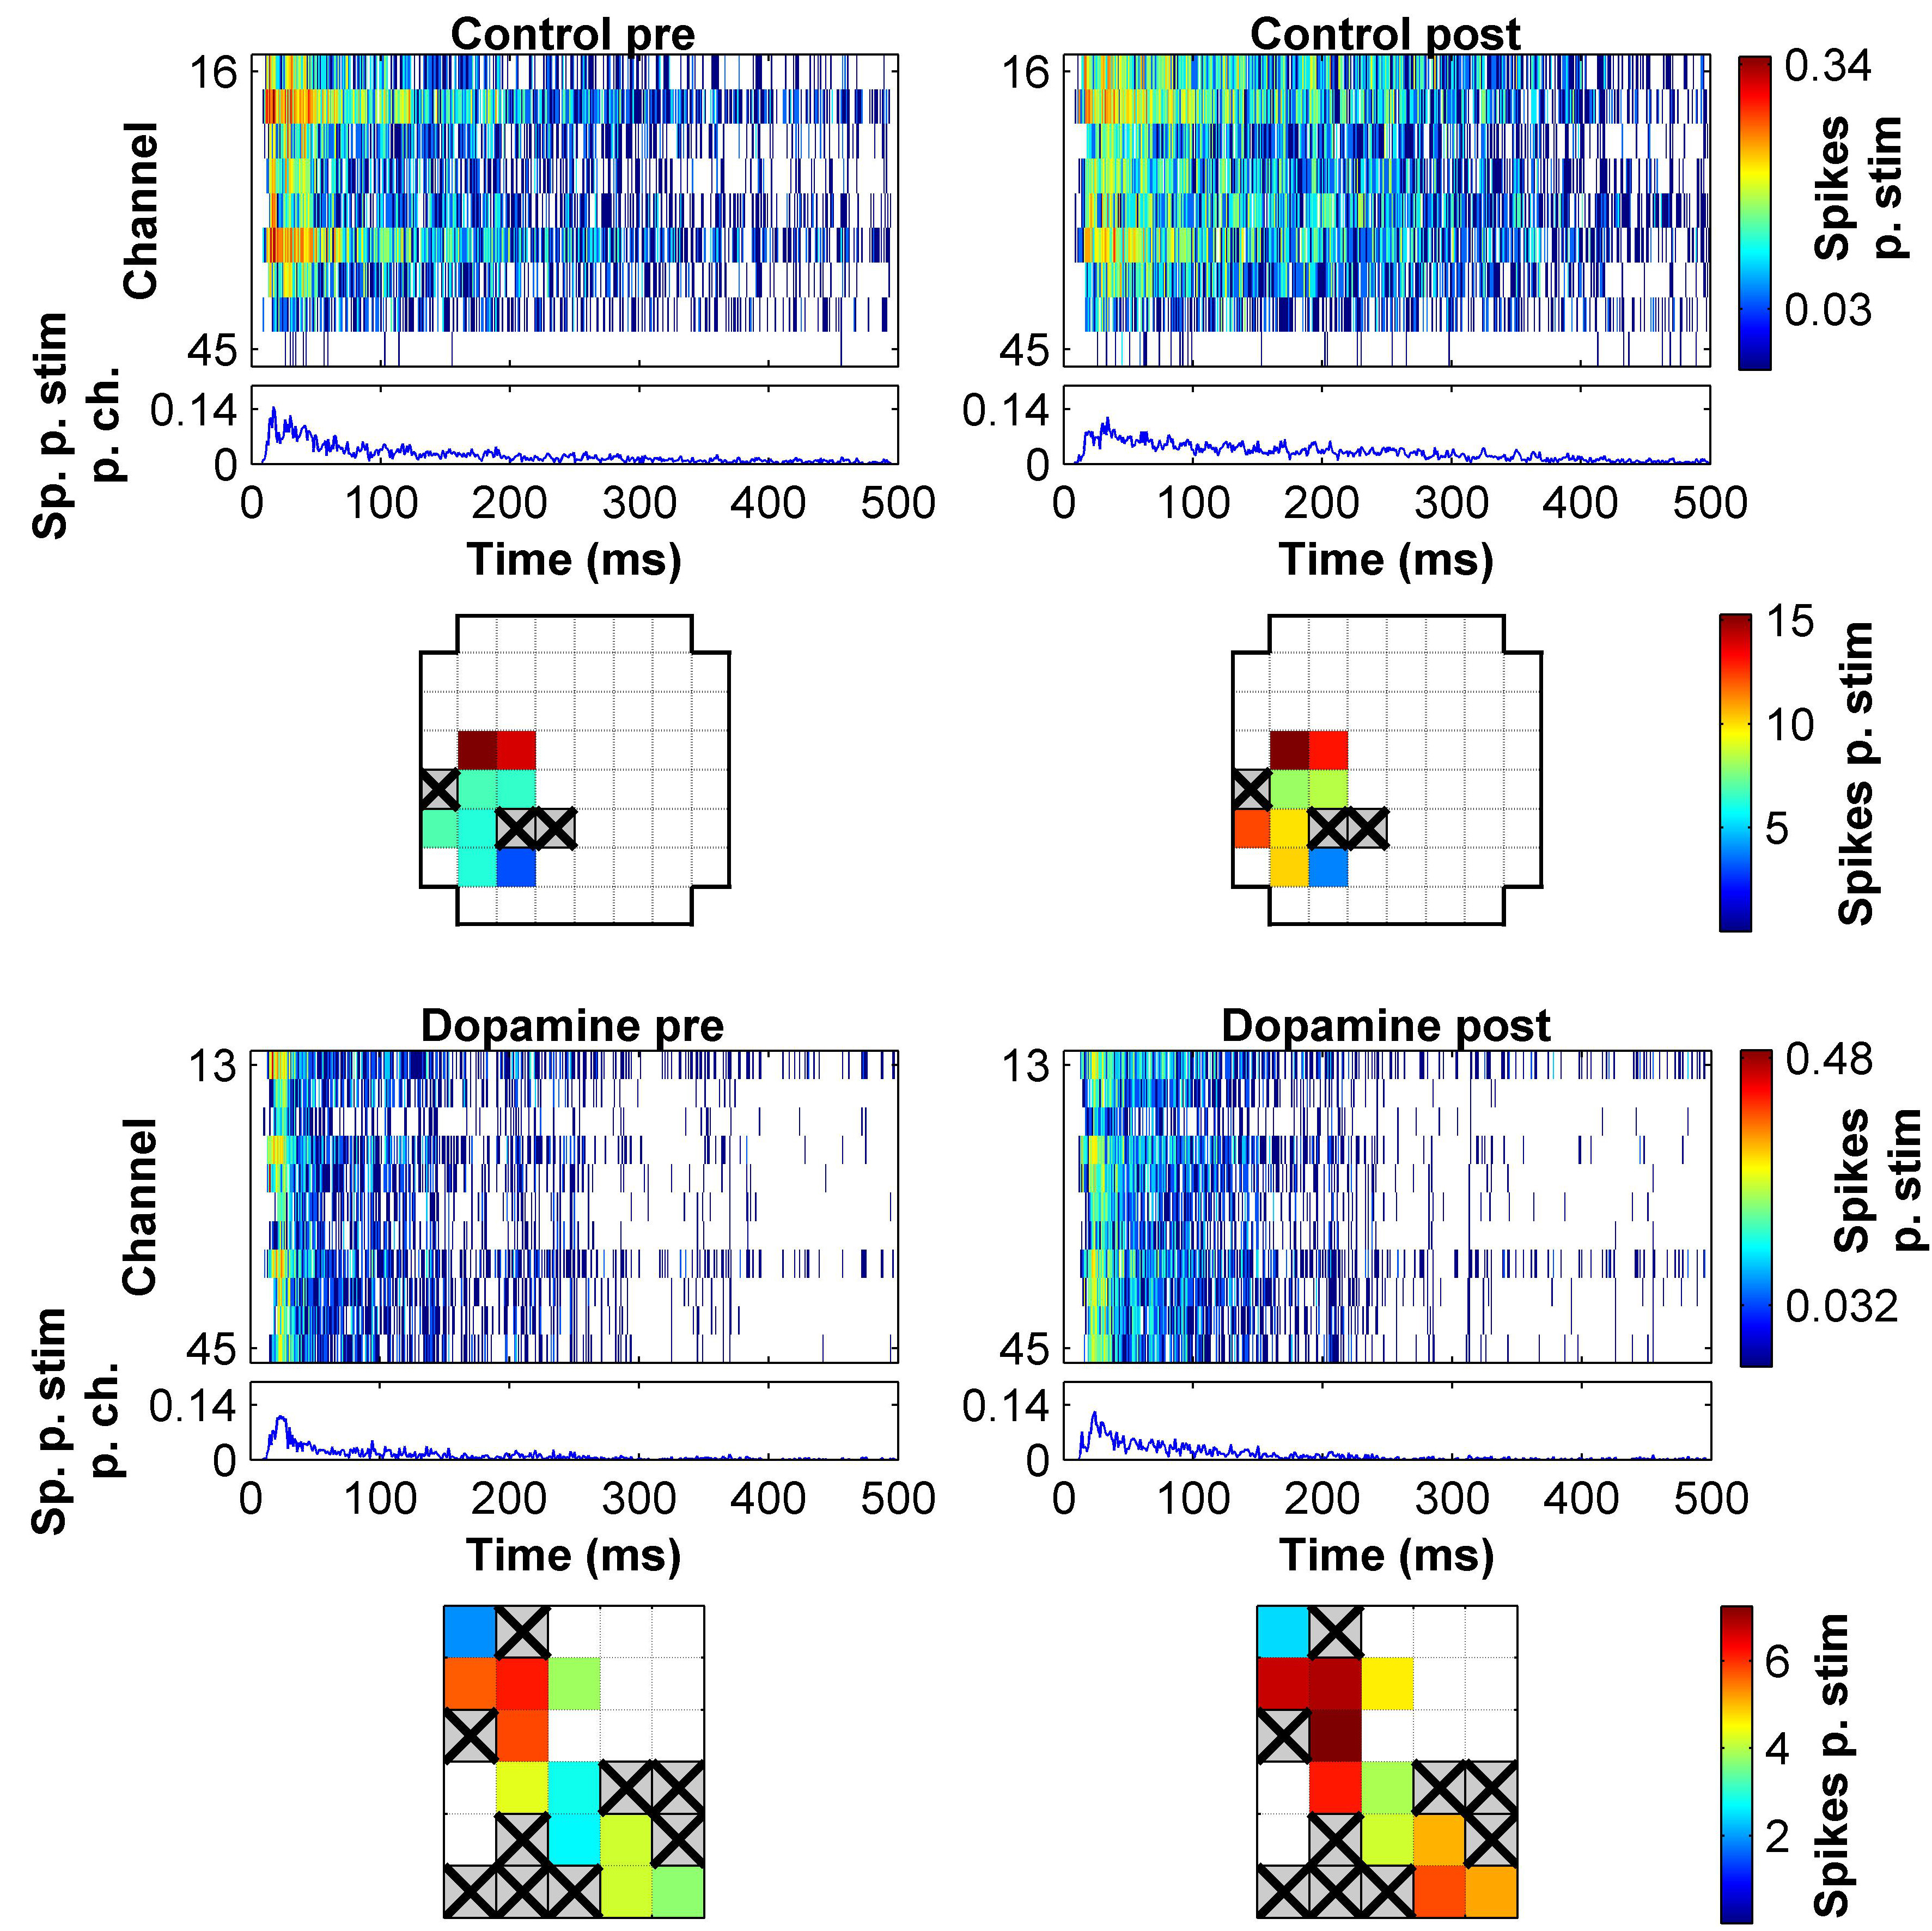 Control pre
Control post
16
45
Channel
16
45
0.34
0.03
Spikes
p. stim
0.14
0
Sp. p. stim
p. ch.
0.14
0
0 100 200 300 400 500
0 100 200 300 400 500
Time (ms)
Time (ms)
15
10
5
Spikes p. stim
Dopamine pre
Dopamine post
13
45
Channel
13
45
0.48
0.032
Spikes
p. stim
0.14
0
Sp. p. stim
p. ch.
0.14
0
0 100 200 300 400 500
0 100 200 300 400 500
Time (ms)
Time (ms)
6
4
2
Spikes p. stim